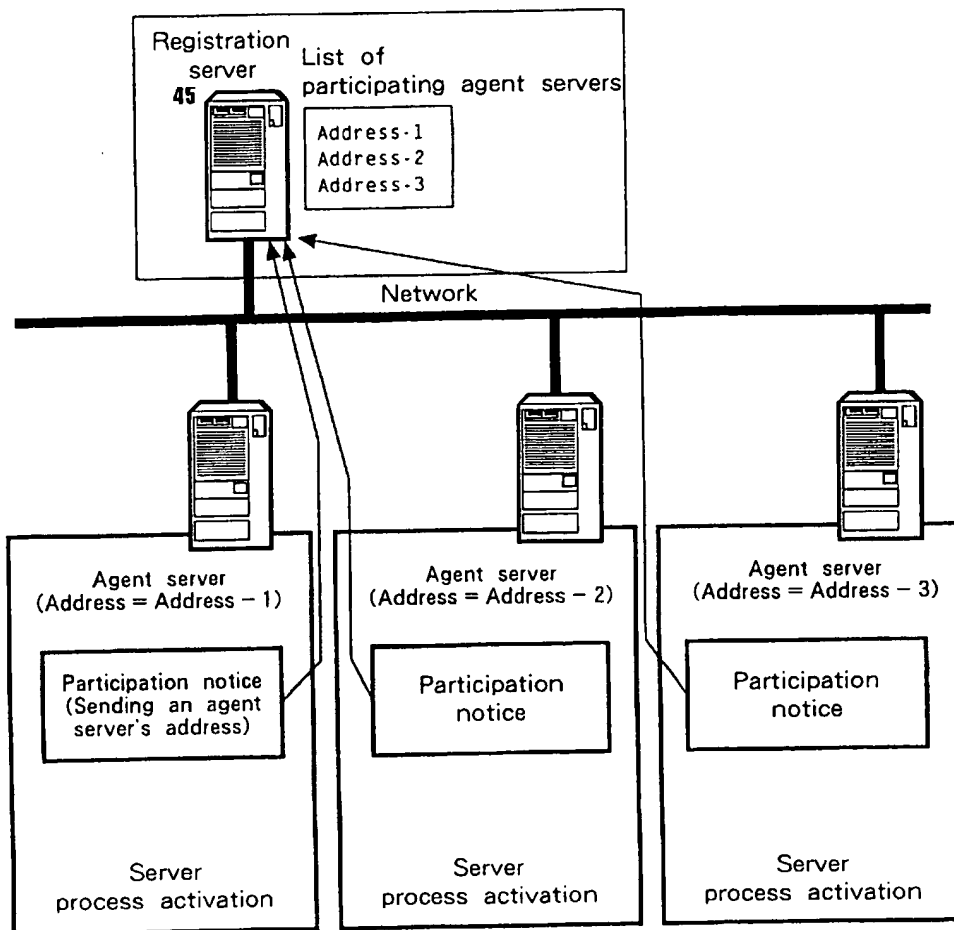 Registration
server
45
List of
participating agent servers
Address-1
Address-2
Address-3
Network
Agent server
(Address = Address – 1)
Participation notice
(Sending an agent
server's address)
Server
process activation
Agent server
(Address = Address – 2)
Participation
notice
Server
process activation
Agent server
(Address = Address – 3)
Participation
notice
Server
process activation